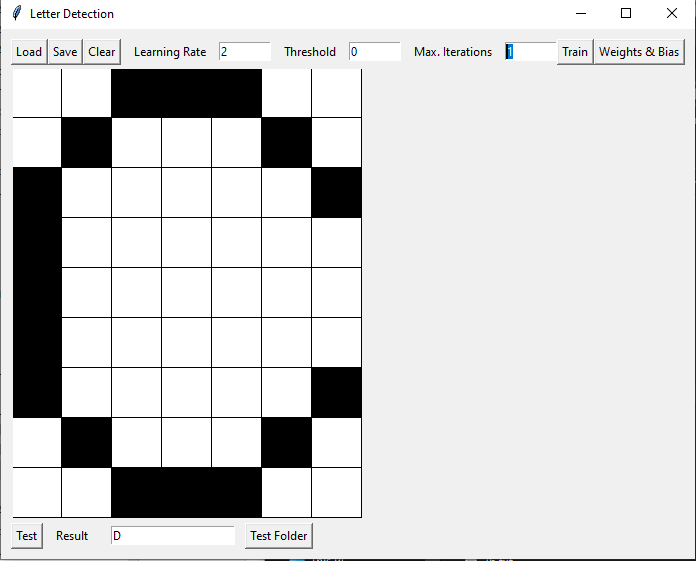 Letter Detection
Load Save Clear Learning Rate 2 Threshold 0 Max. Iterations 1 Train Weights & Bias
Test Result D Test Folder